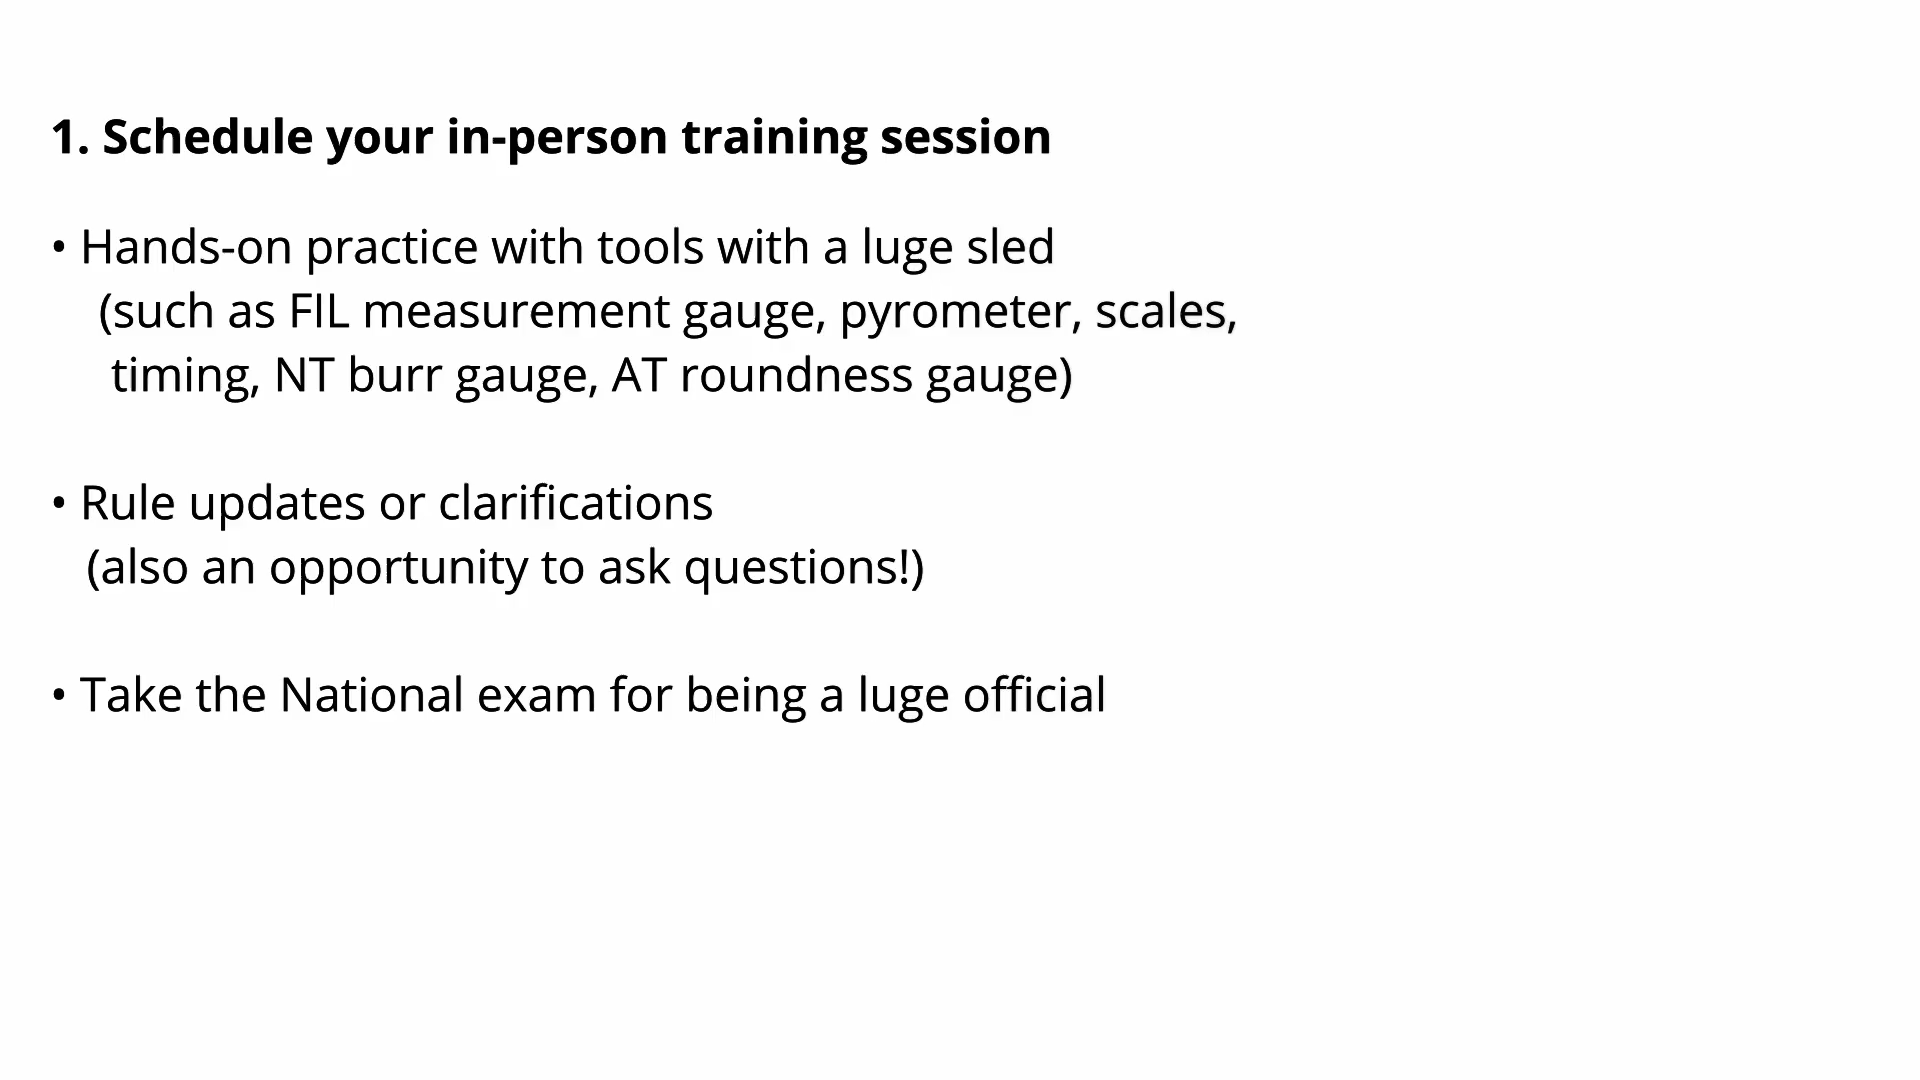 1. Schedule your in-person training session
• Hands-on practice with tools with a luge sled
(such as FIL measurement gauge, pyrometer, scales,
timing, NT burr gauge, AT roundness gauge)
• Rule updates or clarifications
(also an opportunity to ask questions!)
• Take the National exam for being a luge official